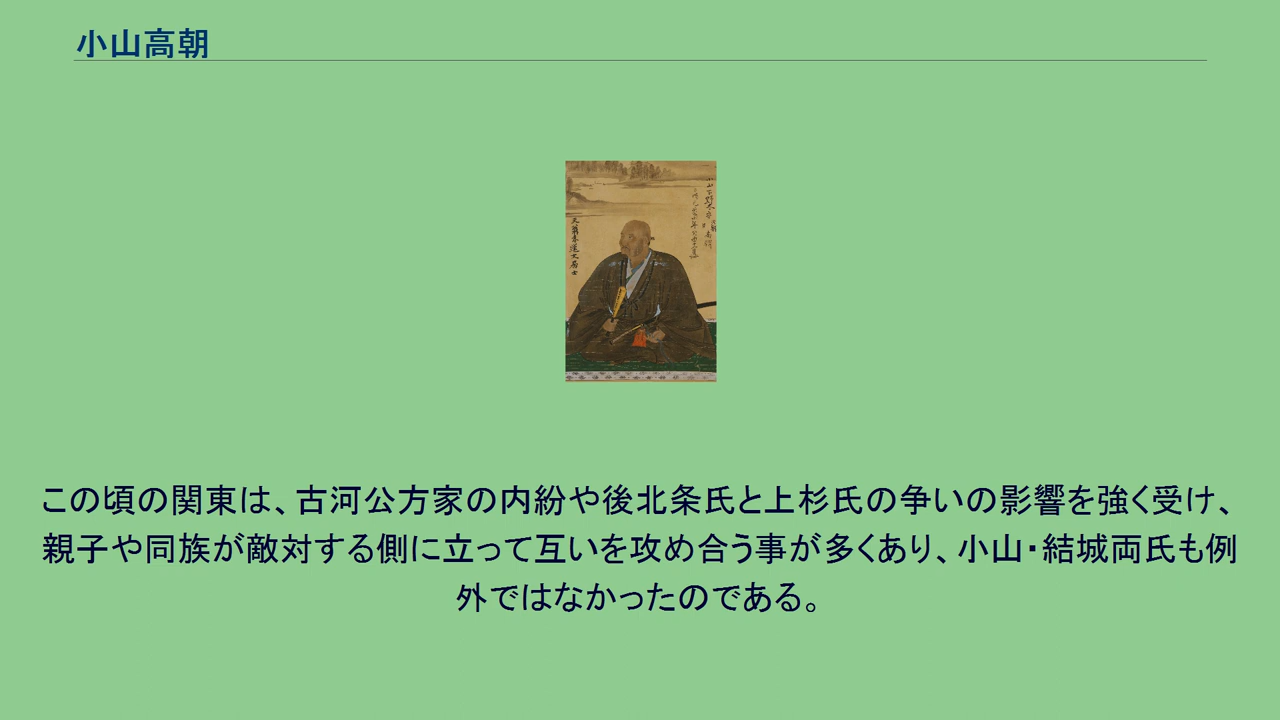 小山高朝
この頃の関東は、古河公方家の内紛や後北条氏と上杉氏の争いの影響を強く受け、
親子や同族が敵対する側に立って互いを攻め合う事が多くあり、小山・結城両氏も例
外ではなかったのである。